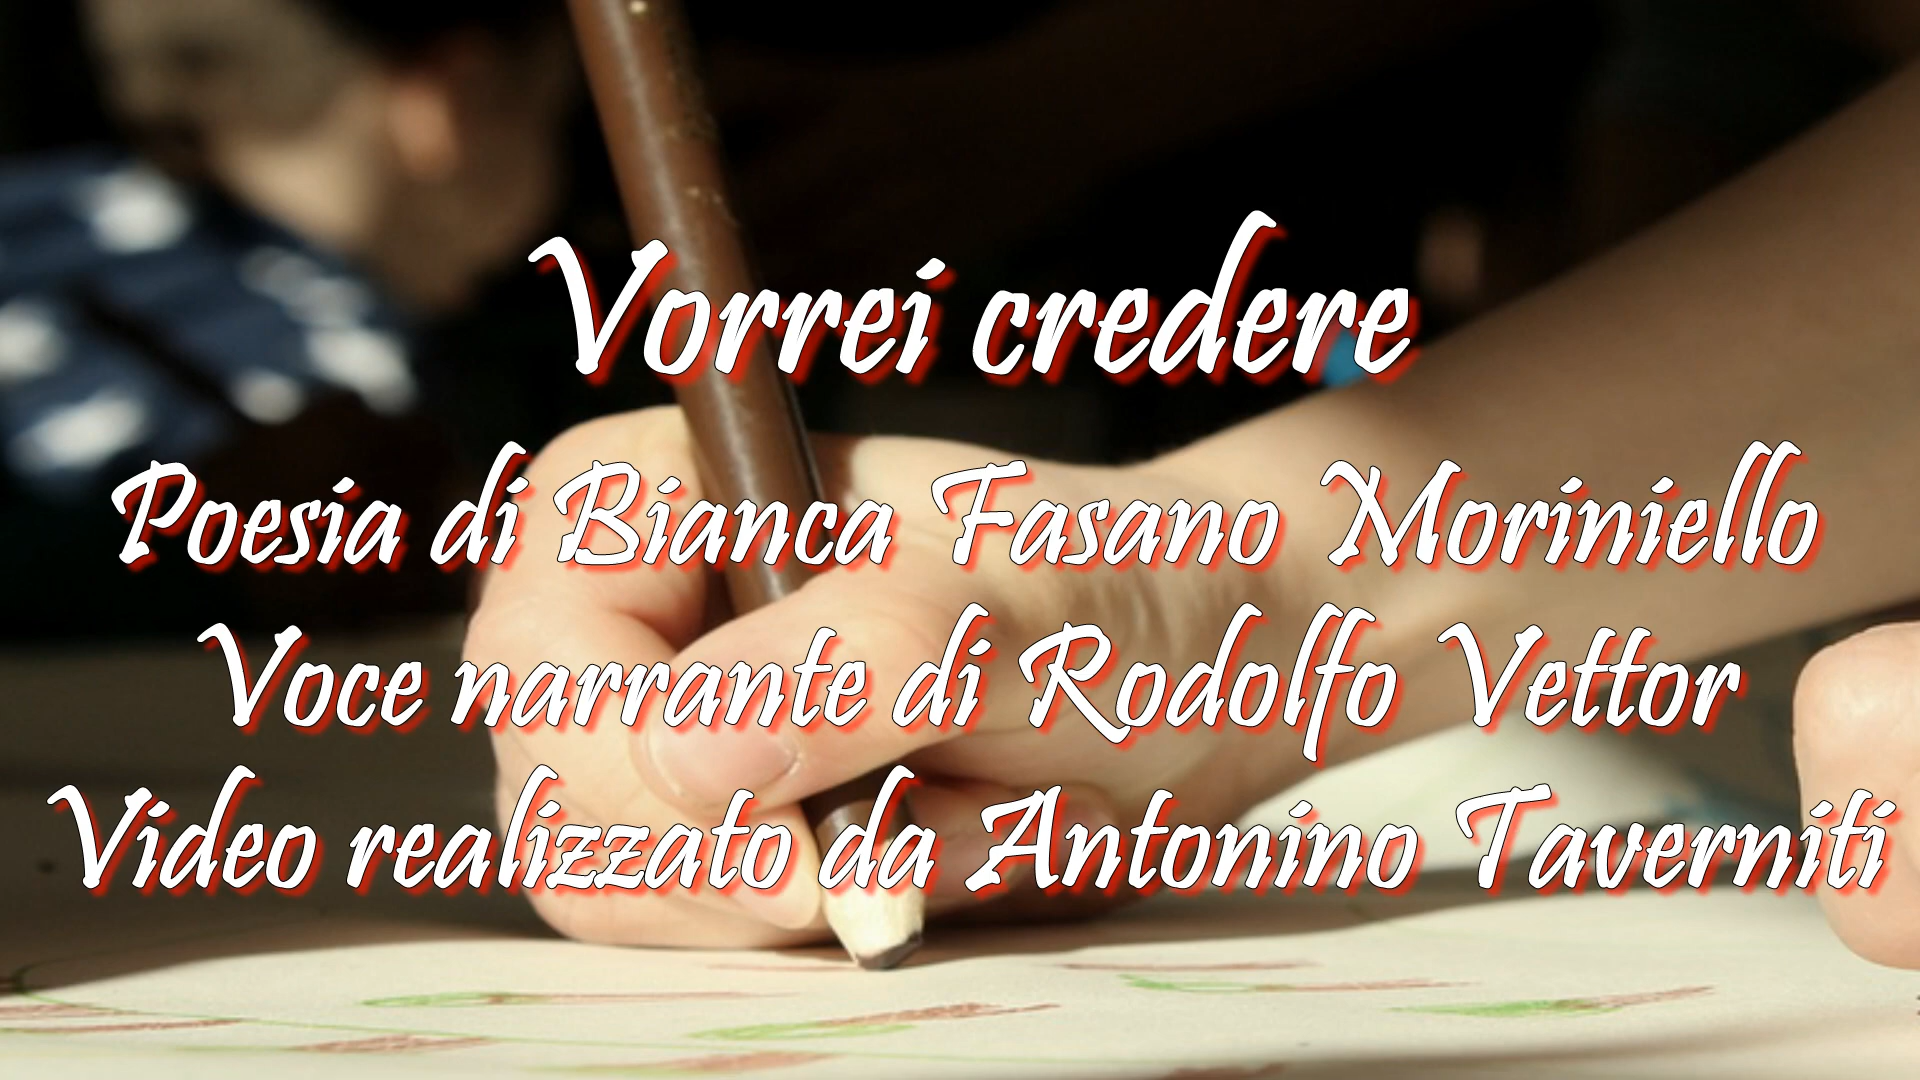 Vorrei credere
Poesia di Bianca Fasano Moriniello
Voce narrante di Rodolfo Vettor
Video realizzato da Antonino Taverniti